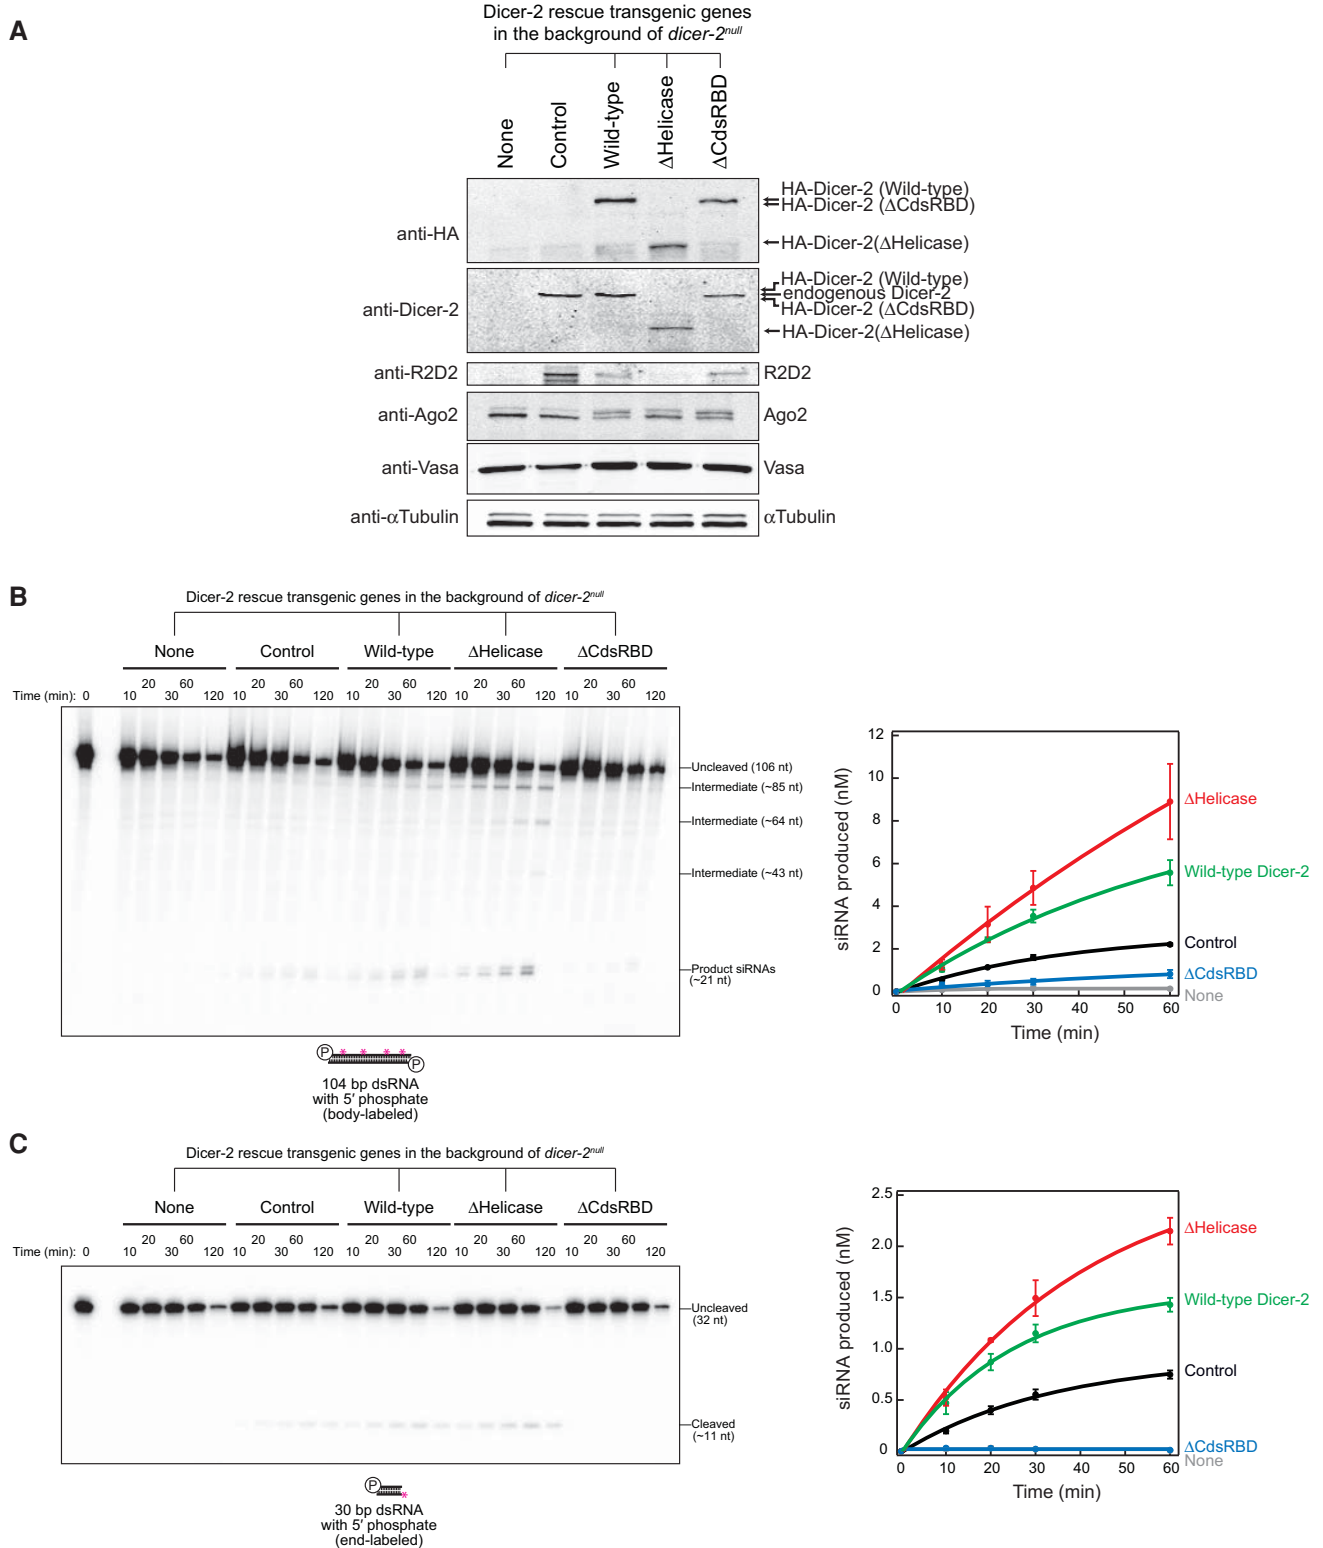 A
Dicer-2 rescue transgenic genes
in the background of dicer-2null
None
Control
Wild-type
ΔHelicase
ΔCdsRBD
anti-HA
HA-Dicer-2 (Wild-type)
HA-Dicer-2 (ΔCdsRBD)
HA-Dicer-2(ΔHelicase)
anti-Dicer-2
HA-Dicer-2 (Wild-type)
endogenous Dicer-2
HA-Dicer-2 (ΔCdsRBD)
HA-Dicer-2(ΔHelicase)
anti-R2D2
R2D2
anti-Ago2
Ago2
anti-Vasa
Vasa
anti-αTubulin
αTubulin
B
Dicer-2 rescue transgenic genes in the background of dicer-2null
None Control Wild-type ΔHelicase ΔCdsRBD
20 60 20 60 20 60 20 60 20 60
Time (min): 0 10 30 120 10 30 120 10 30 120 10 30 120 10 30 120
Uncleaved (106 nt)
Intermediate (~85 nt)
Intermediate (~64 nt)
Intermediate (~43 nt)
Product siRNAs
(~21 nt)
P
P
104 bp dsRNA
with 5′ phosphate
(body-labeled)
siRNA produced (nM)
12
10
8
6
4
2
0
0 10 20 30 40 50 60
Time (min)
ΔHelicase
Wild-type Dicer-2
Control
ΔCdsRBD
None
C
Dicer-2 rescue transgenic genes in the background of dicer-2null
None Control Wild-type ΔHelicase ΔCdsRBD
20 60 20 60 20 60 20 60 20 60
Time (min): 0 10 30 120 10 30 120 10 30 120 10 30 120 10 30 120
Uncleaved
(32 nt)
Cleaved
(~11 nt)
P
30 bp dsRNA
with 5′ phosphate
(end-labeled)
siRNA produced (nM)
2.5
2.0
1.5
1.0
0.5
0
0 10 20 30 40 50 60
Time (min)
ΔHelicase
Wild-type Dicer-2
Control
ΔCdsRBD
None